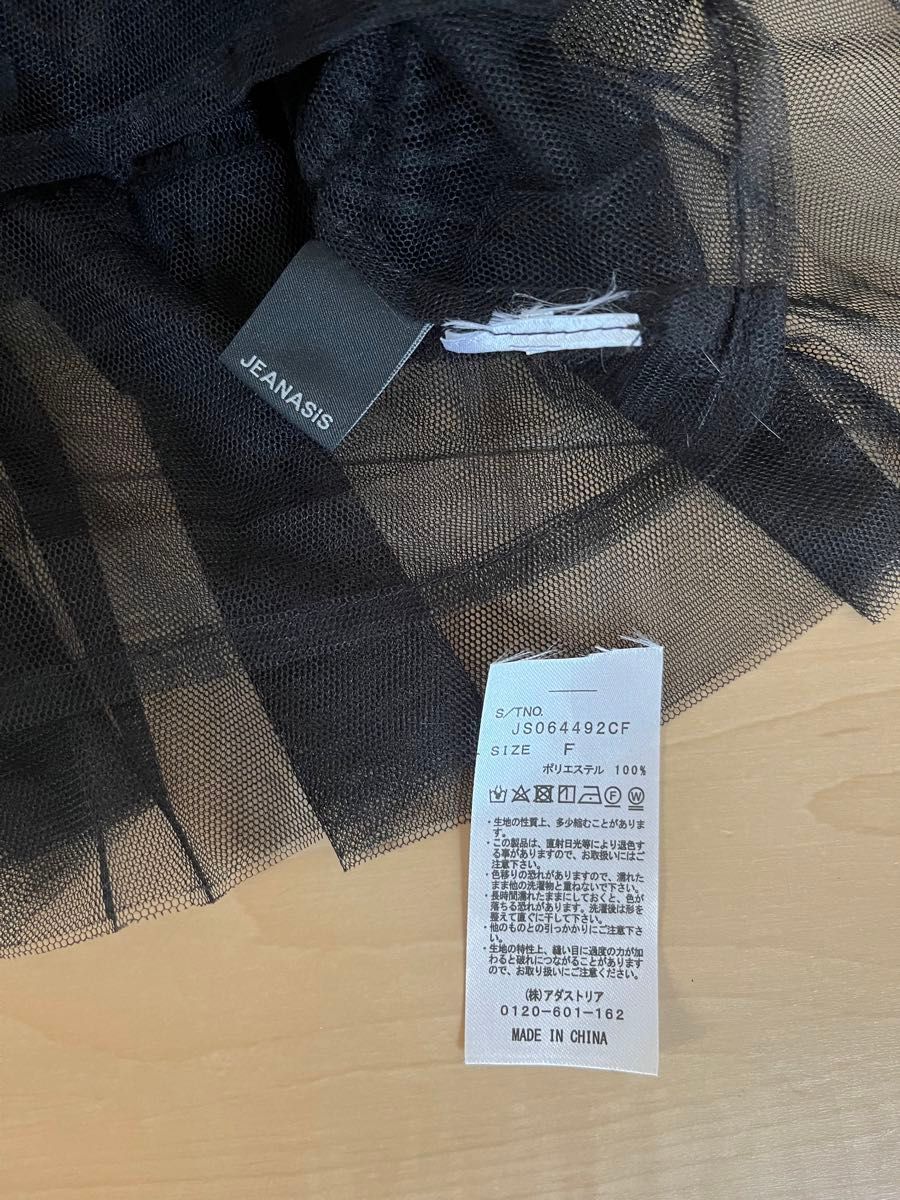 JEANASIS
S/TNO.
JS064492CF
SIZE F
ポリエステル 100%
・生地の性質上、多少縮むことがありま
す。
・この製品は、直射日光等により退色す
る事がありますので、お取扱いにはご
注意下さい。
・色移りの恐れがありますので、濡れた
まま他の洗濯物と重ねないで下さい。
・長時間濡れたままにしておくと、色が
落ちる恐れがあります。洗濯後は形を
整えて直ぐに干して下さい。
・他のものとの引っかかりにご注意下さ
い。
・生地の特性上、縫い目に過度の力が加
わると破れにつながることがあります
ので、お取り扱いにご注意ください。
(株)アダストリア
0120-601-162
MADE IN CHINA